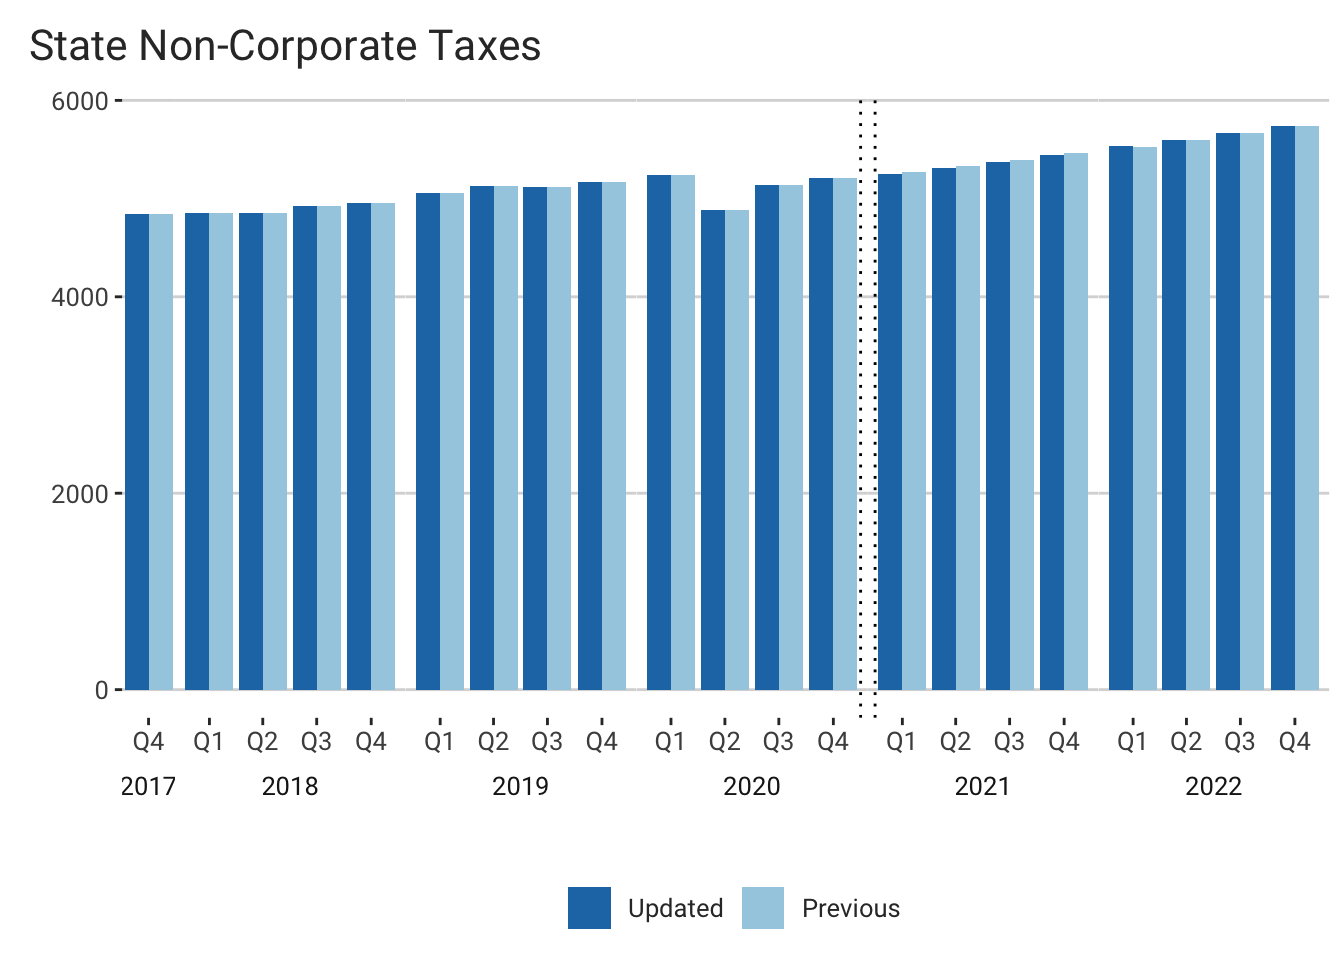 State Non-Corporate Taxes
6000
4000
2000
0
Q4 Q1 Q2 Q3 Q4 Q1 Q2 Q3 Q4 Q1 Q2 Q3 Q4 Q1 Q2 Q3 Q4 Q1 Q2 Q3 Q4
2017 2018 2019 2020 2021 2022
Updated Previous